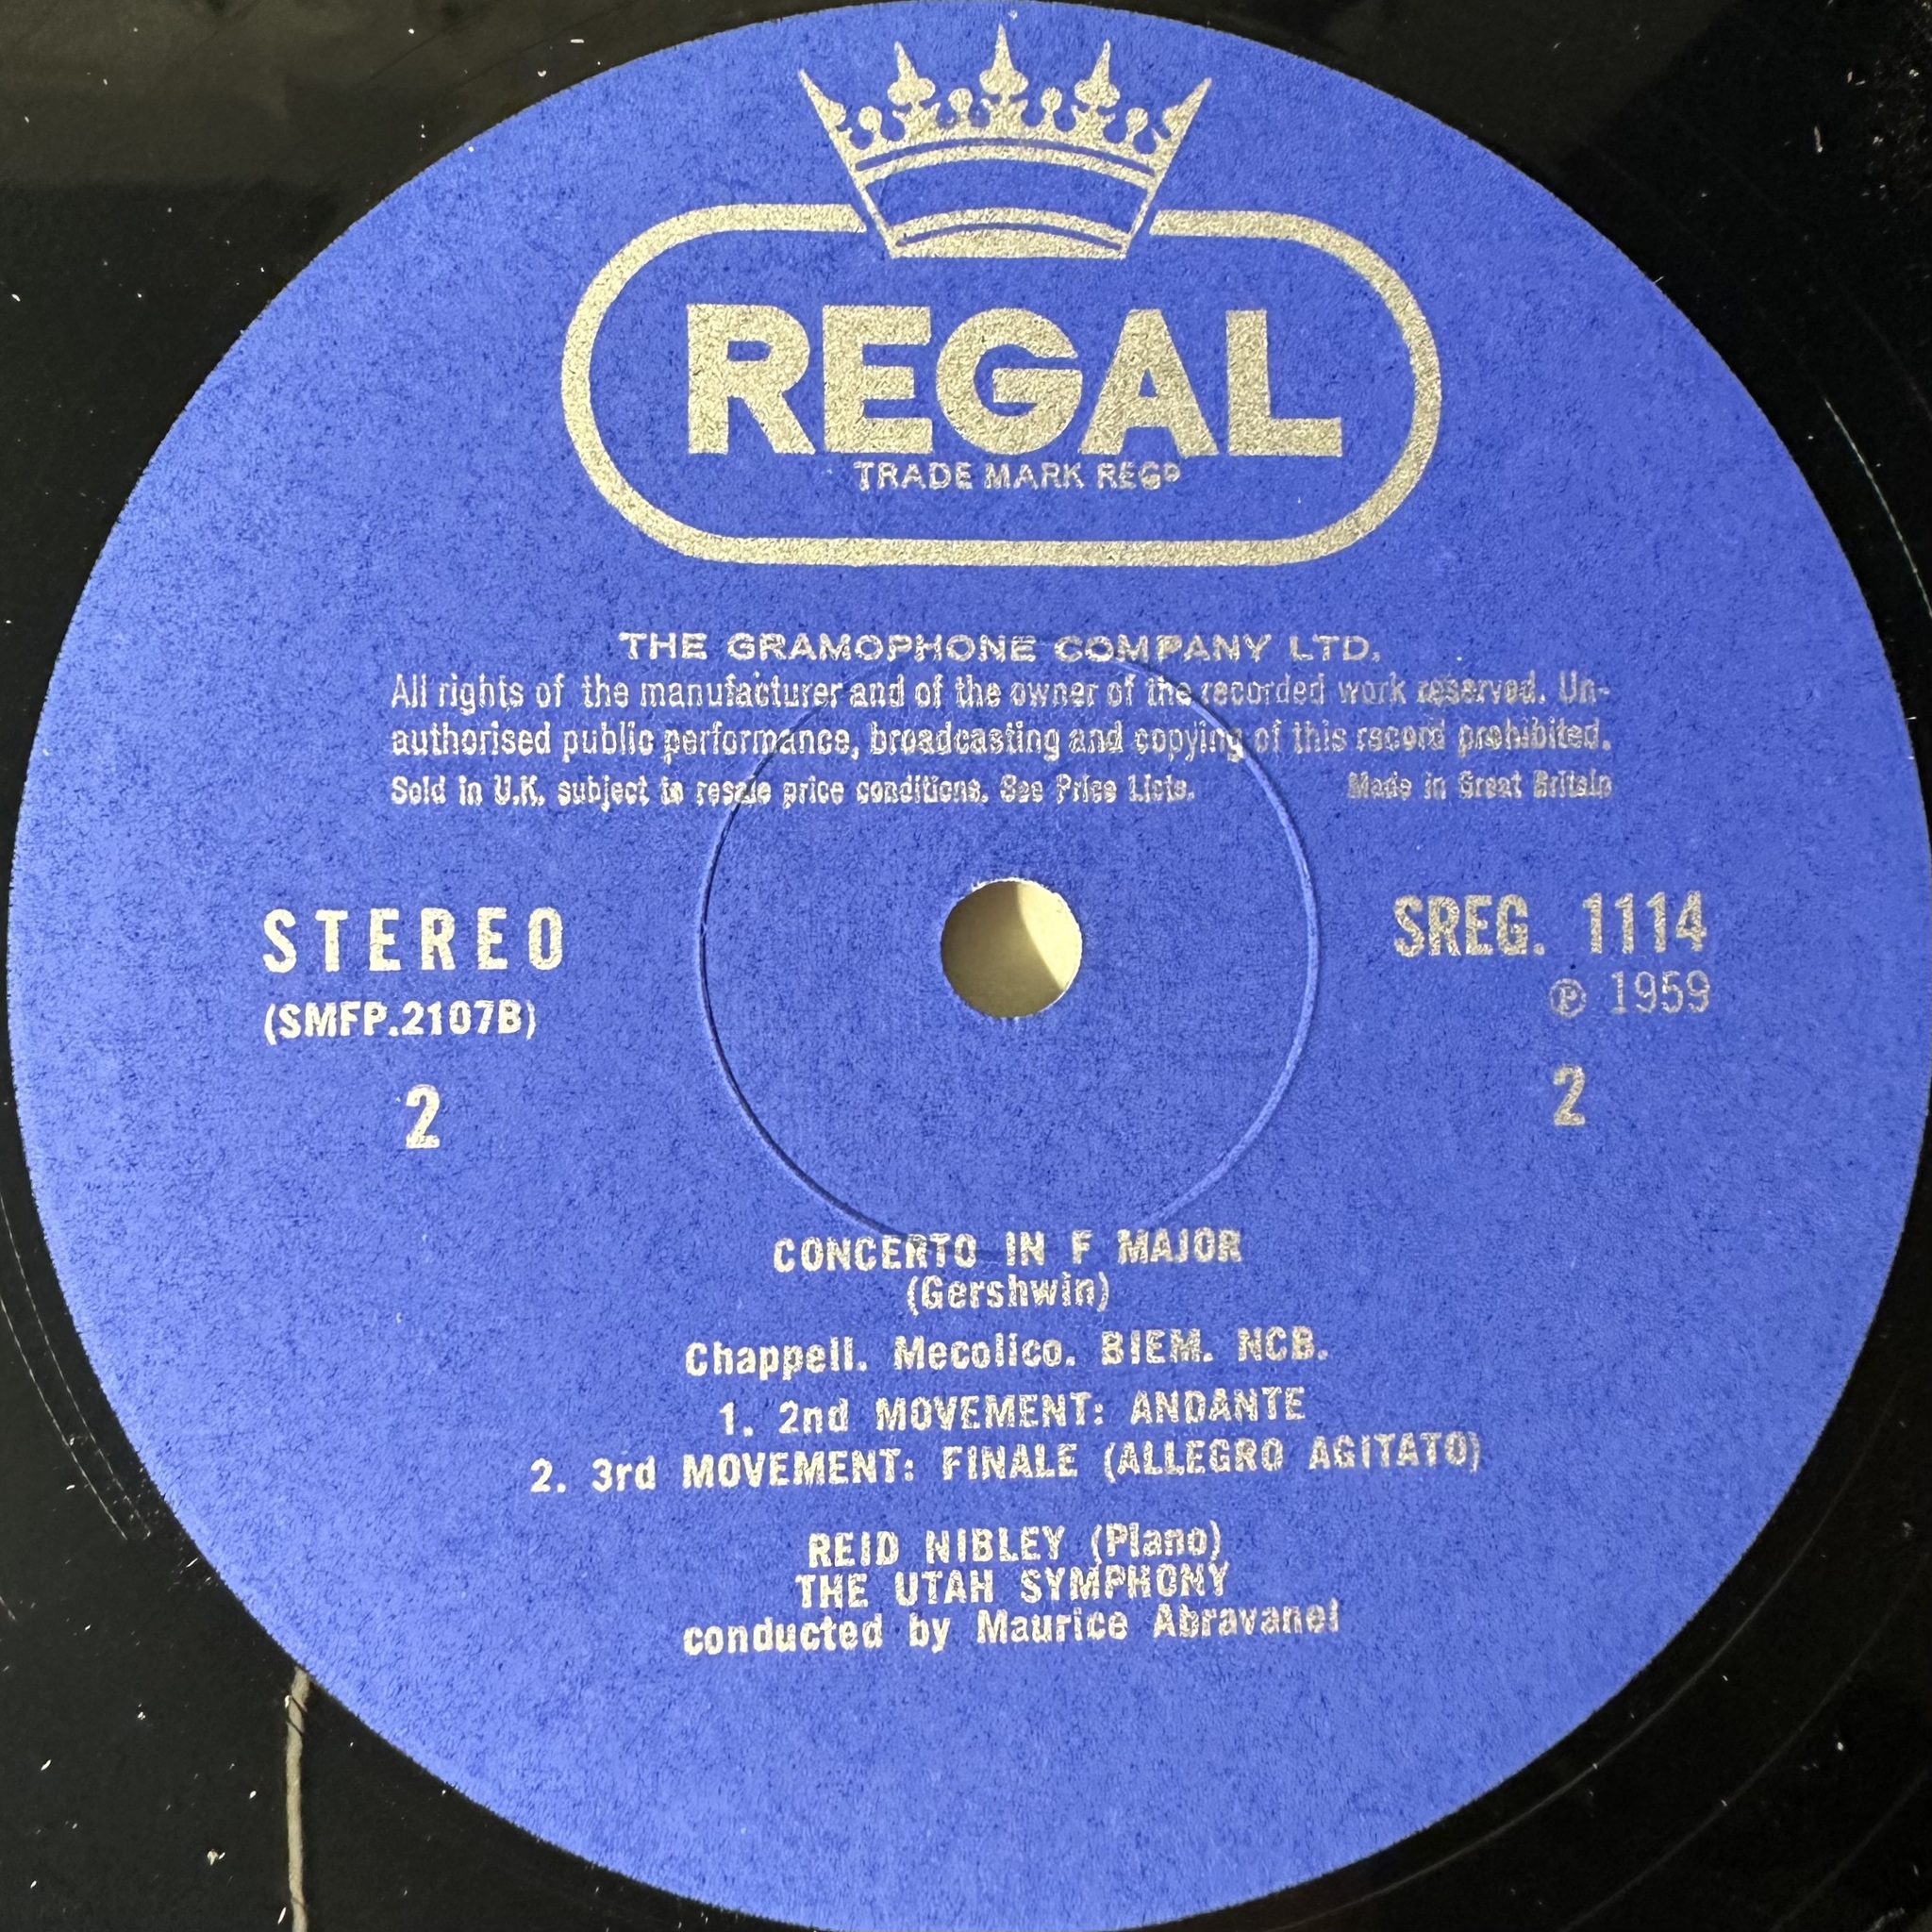 REGAL
TRADE MARK REGD
THE GRAMOPHONE COMPANY LTD.
All rights of the manufacturer and of the owner of the recorded work reserved. Un-
authorised public performance, broadcasting and copying of this record prohibited.
Sold in U.K. subject to resale price conditions. See Price Lists. Made in Great Britain
STEREO SREG. 1114
(SMFP.2107B) ℗ 1959
2 2
CONCERTO IN F MAJOR
(Gershwin)
Chappell. Mecolico. BIEM. NCB.
1. 2nd MOVEMENT: ANDANTE
2. 3rd MOVEMENT: FINALE (ALLEGRO AGITATO)
REID NIBLEY (Piano)
THE UTAH SYMPHONY
conducted by Maurice Abravanel